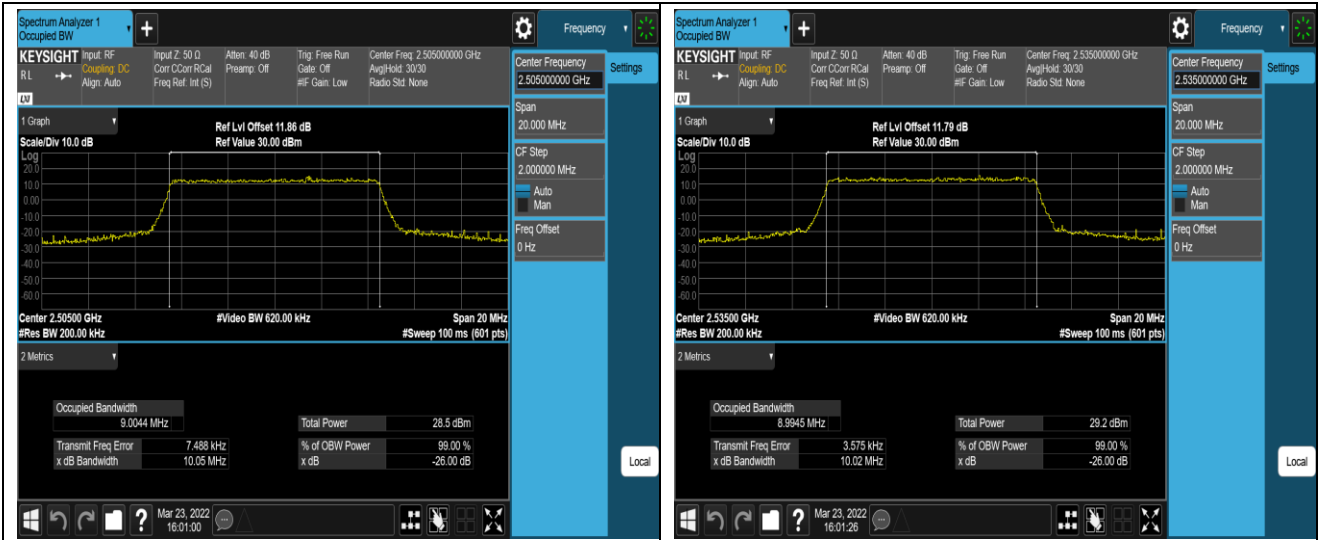 Spectrum Analyzer 1
Occupied BW
+
Frequency
KEYSIGHT
RL
LXI
Input: RF
Coupling: DC
Align: Auto
Input Z: 50 Ω
Corr CCorr RCal
Freq Ref: Int (S)
Atten: 40 dB
Preamp: Off
Trig: Free Run
Gate: Off
#IF Gain: Low
Center Freq: 2.505000000 GHz
Avg|Hold: 30/30
Radio Std: None
Center Frequency
2.505000000 GHz
Settings
Span
20.000 MHz
CF Step
2.000000 MHz
Auto
Man
Freq Offset
0 Hz
Local
1 Graph
Scale/Div 10.0 dB
Ref Lvl Offset 11.86 dB
Ref Value 30.00 dBm
Log
20.0
10.0
0.00
-10.0
-20.0
-30.0
-40.0
-50.0
-60.0
Center 2.50500 GHz
#Video BW 620.00 kHz
Span 20 MHz
#Res BW 200.00 kHz
#Sweep 100 ms (601 pts)
2 Metrics
Occupied Bandwidth
9.0044 MHz
Total Power 28.5 dBm
Transmit Freq Error 7.488 kHz
% of OBW Power 99.00 %
x dB Bandwidth 10.05 MHz
x dB -26.00 dB
?
Mar 23, 2022
16:01:00
Spectrum Analyzer 1
Occupied BW
+
Frequency
KEYSIGHT
RL
LXI
Input: RF
Coupling: DC
Align: Auto
Input Z: 50 Ω
Corr CCorr RCal
Freq Ref: Int (S)
Atten: 40 dB
Preamp: Off
Trig: Free Run
Gate: Off
#IF Gain: Low
Center Freq: 2.535000000 GHz
Avg|Hold: 30/30
Radio Std: None
Center Frequency
2.535000000 GHz
Settings
Span
20.000 MHz
CF Step
2.000000 MHz
Auto
Man
Freq Offset
0 Hz
Local
1 Graph
Scale/Div 10.0 dB
Ref Lvl Offset 11.79 dB
Ref Value 30.00 dBm
Log
20.0
10.0
0.00
-10.0
-20.0
-30.0
-40.0
-50.0
-60.0
Center 2.53500 GHz
#Video BW 620.00 kHz
Span 20 MHz
#Res BW 200.00 kHz
#Sweep 100 ms (601 pts)
2 Metrics
Occupied Bandwidth
8.9945 MHz
Total Power 29.2 dBm
Transmit Freq Error 3.575 kHz
% of OBW Power 99.00 %
x dB Bandwidth 10.02 MHz
x dB -26.00 dB
?
Mar 23, 2022
16:01:26